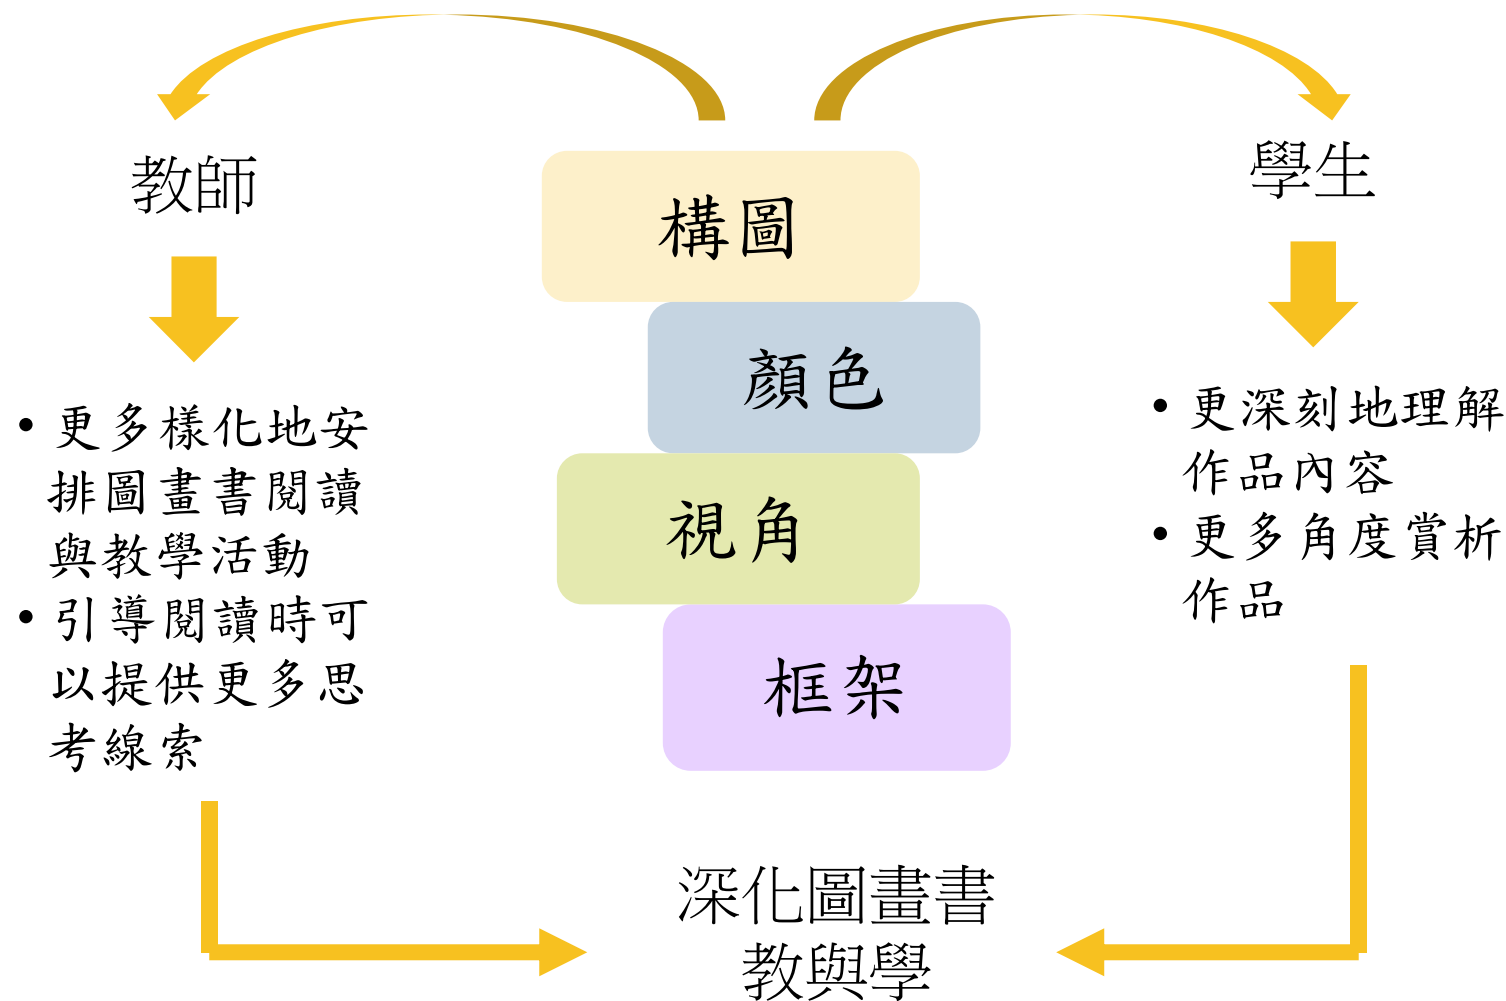 教師
學生
構圖
顏色
視角
框架
• 更多樣化地安
排圖畫書閱讀
與教學活動
• 引導閱讀時可
以提供更多思
考線索
• 更深刻地理解
作品內容
• 更多角度賞析
作品
深化圖畫書
教與學